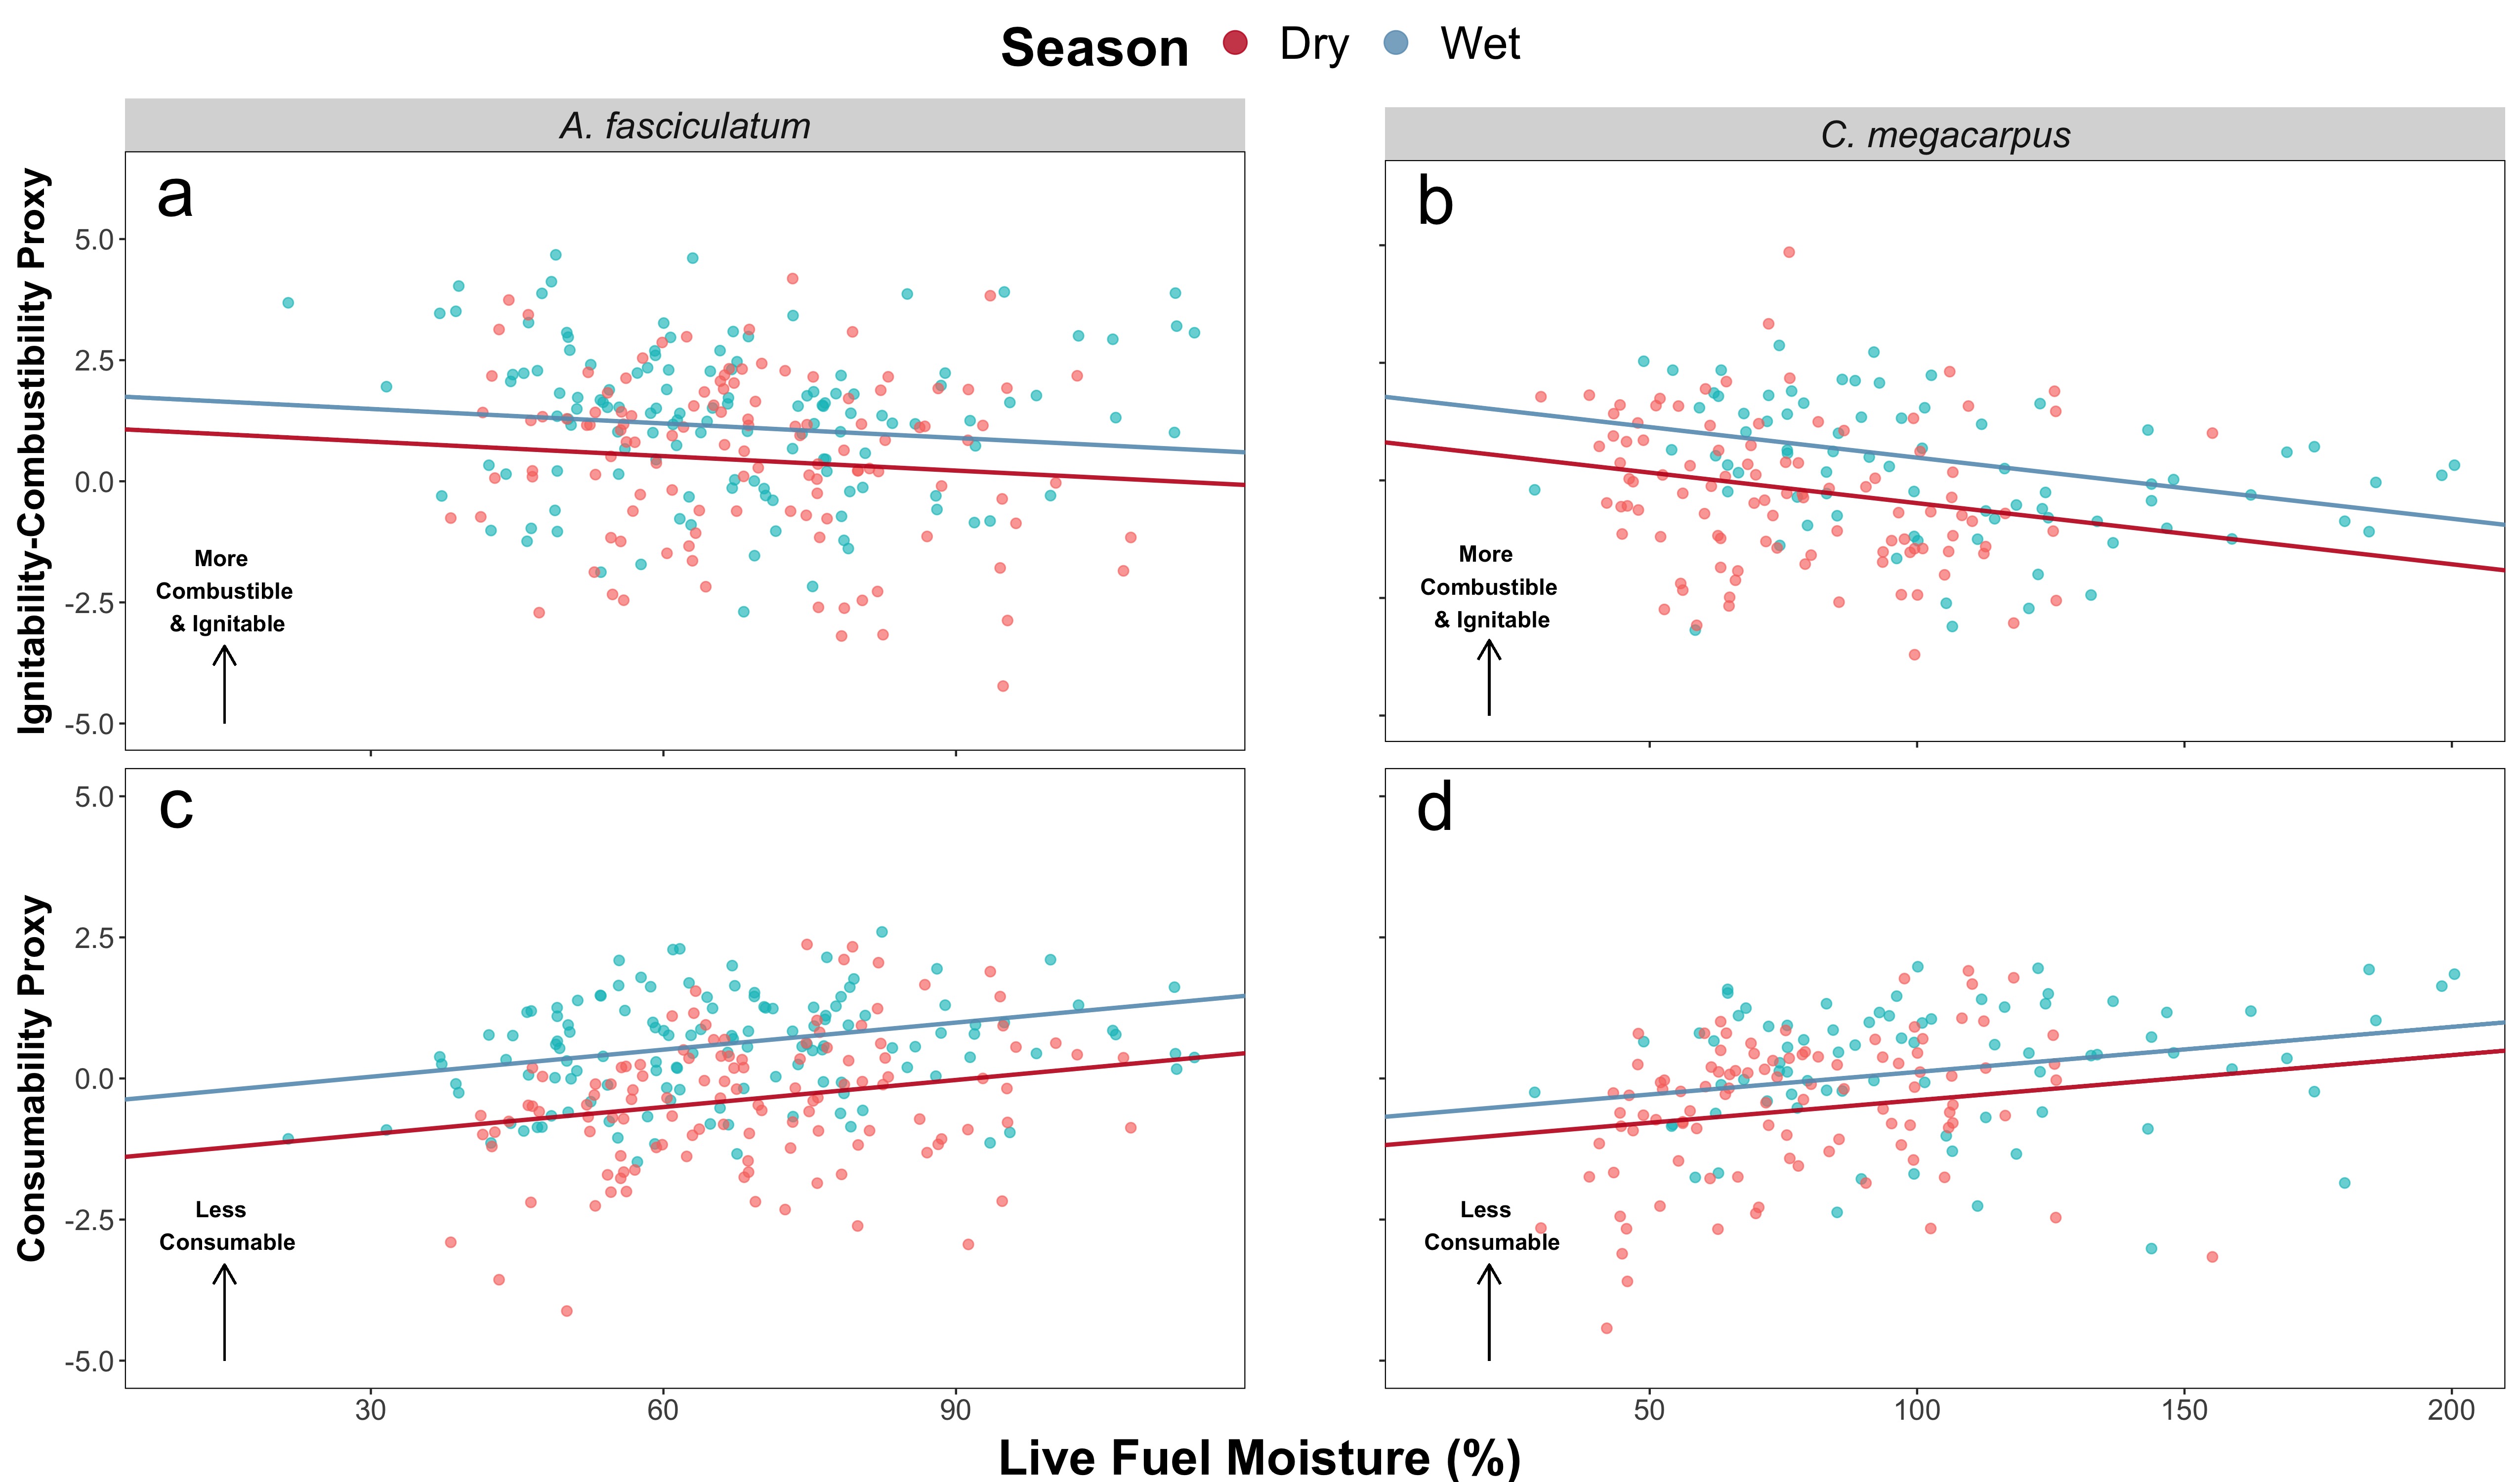 Season Dry Wet
A. fasciculatum
C. megacarpus
Ignitability-Combustibility Proxy
a
5.0
2.5
0.0
-2.5
-5.0
More
Combustible
& Ignitable
b
More
Combustible
& Ignitable
Consumability Proxy
c
5.0
2.5
0.0
-2.5
-5.0
Less
Consumable
d
Less
Consumable
30 60 90
50 100 150 200
Live Fuel Moisture (%)